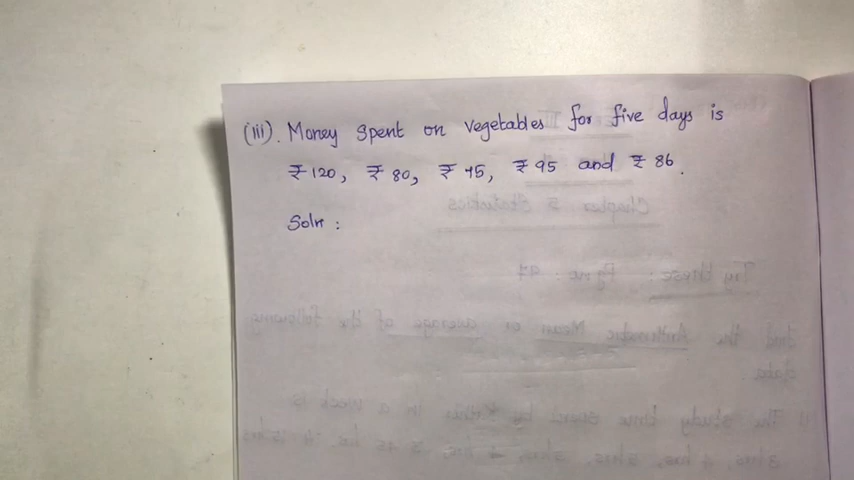 (iii). Money spent on vegetables for five days is
₹ 120, ₹ 80, ₹ 75, ₹ 95 and ₹ 86.
Soln :